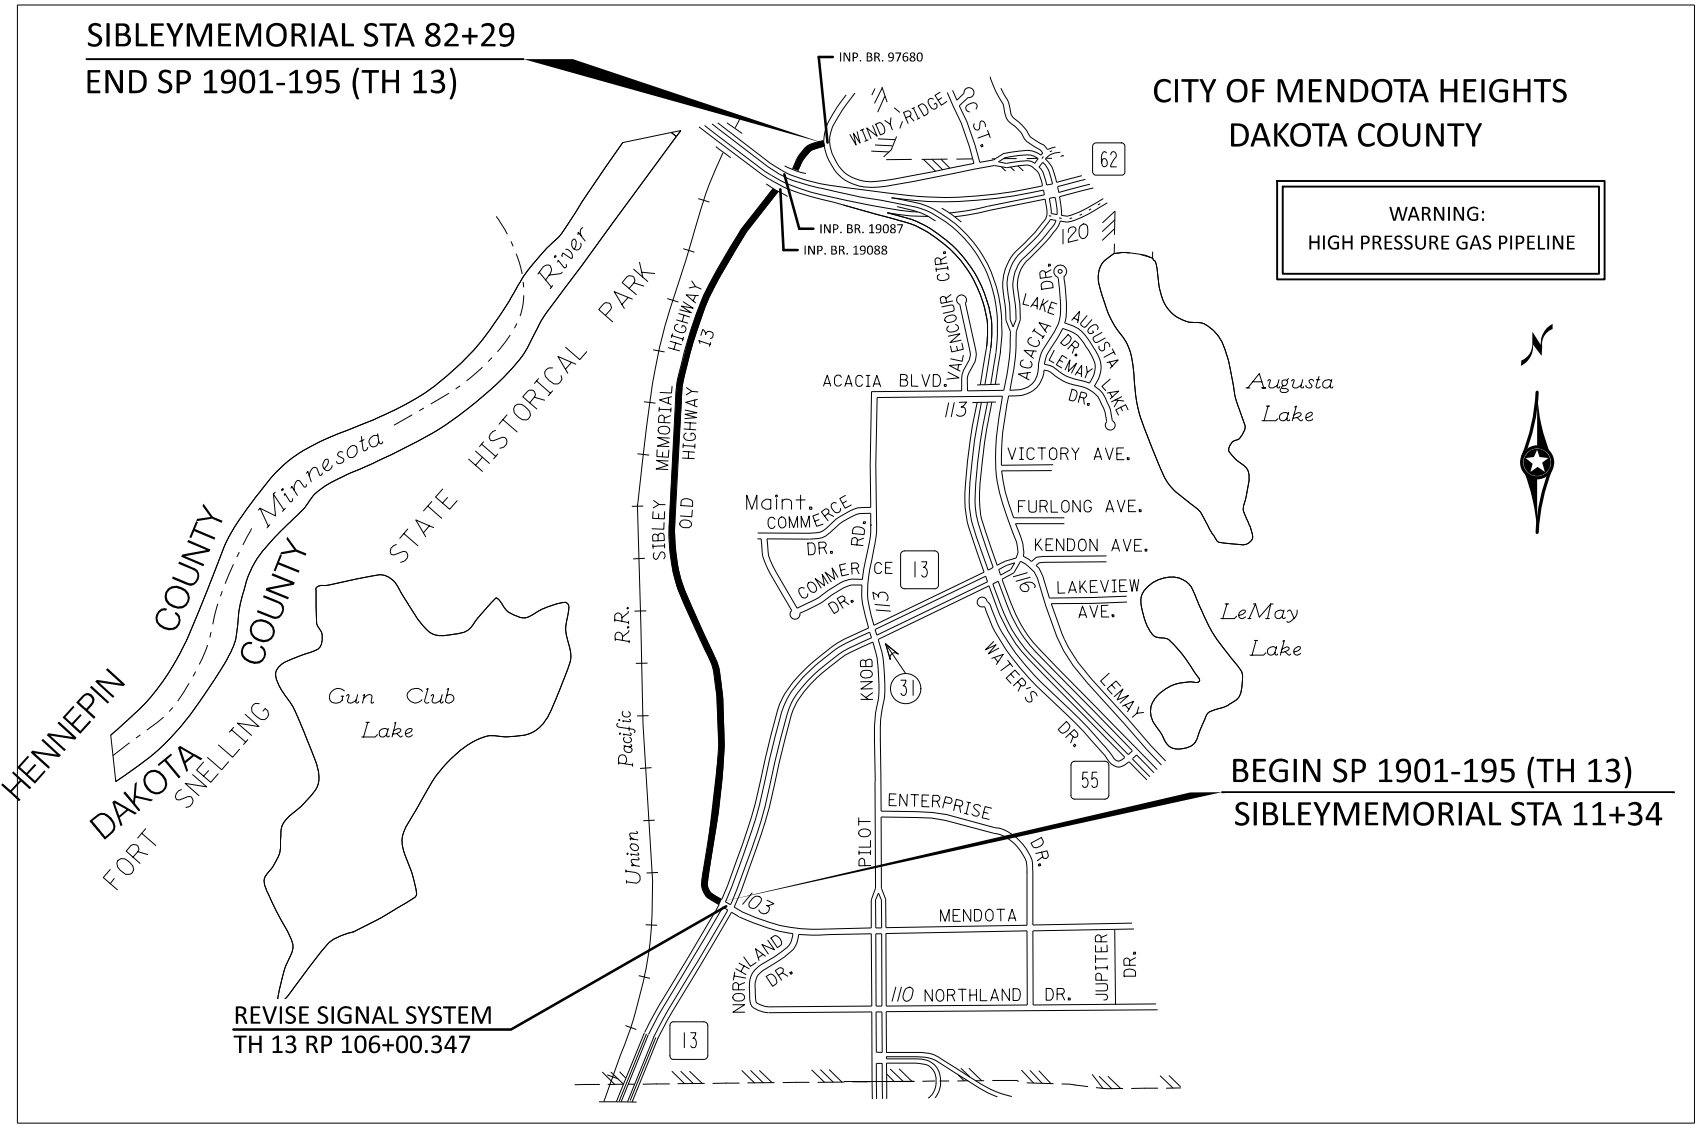 SIBLEYMEMORIAL STA 82+29
END SP 1901-195 (TH 13)
INP. BR. 97680
CITY OF MENDOTA HEIGHTS
DAKOTA COUNTY
WARNING:
HIGH PRESSURE GAS PIPELINE
WINDY RIDGE
C ST.
62
120
INP. BR. 19087
INP. BR. 19088
Minnesota River
HENNEPIN COUNTY
DAKOTA COUNTY
FORT SNELLING STATE HISTORICAL PARK
Gun Club
Lake
Union Pacific R.R.
SIBLEY MEMORIAL HIGHWAY
OLD HIGHWAY 13
VALENCOUR CIR.
ACACIA BLVD.
113
ACACIA DR.
LAKE
AUGUSTA
DR.
LEMAY
LAKE
DR.
Augusta
Lake
N
VICTORY AVE.
FURLONG AVE.
KENDON AVE.
LAKEVIEW
AVE.
116
Maint.
COMMERCE
DR.
RD.
COMMERCE
DR.
13
113
31
KNOB
PILOT
WATER'S
DR.
LEMAY
LeMay
Lake
55
BEGIN SP 1901-195 (TH 13)
SIBLEYMEMORIAL STA 11+34
ENTERPRISE
DR.
103
MENDOTA
NORTHLAND
DR.
JUPITER
DR.
110 NORTHLAND DR.
REVISE SIGNAL SYSTEM
TH 13 RP 106+00.347
13